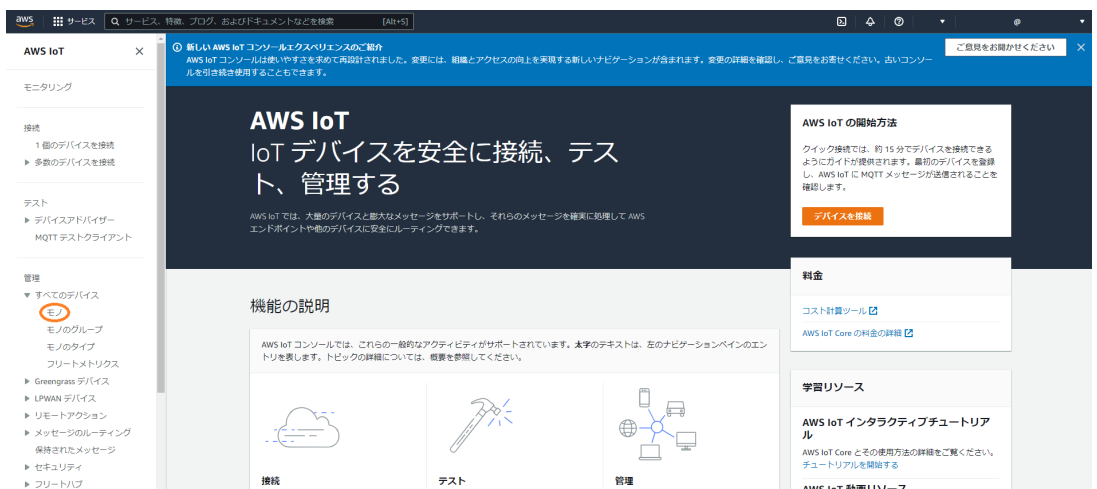 aws
サービス
サービス、特徴、ブログ、およびドキュメントなどを検索
[Alt+S]
@
AWS IoT
新しい AWS IoT コンソールエクスペリエンスのご紹介
AWS IoT コンソールは使いやすさを求めて再設計されました。変更には、組織とアクセスの向上を実現する新しいナビゲーションが含まれます。変更の詳細を確認し、ご意見をお寄せください。古いコンソー
ルを引き続き使用することもできます。
ご意見をお聞かせください
モニタリング
接続
1 個のデバイスを接続
多数のデバイスを接続
テスト
デバイスアドバイザー
MQTT テストクライアント
管理
すべてのデバイス
モノ
モノのグループ
モノのタイプ
フリートメトリクス
Greengrass デバイス
LPWAN デバイス
リモートアクション
メッセージのルーティング
保持されたメッセージ
セキュリティ
フリートハブ
AWS IoT
IoT デバイスを安全に接続、テス
ト、管理する
AWS IoT では、大量のデバイスと膨大なメッセージをサポートし、それらのメッセージを確実に処理して AWS
エンドポイントや他のデバイスに安全にルーティングできます。
AWS IoT の開始方法
クイック接続では、約 15 分でデバイスを接続できる
ようにガイドが提供されます。最初のデバイスを登録
し、AWS IoT に MQTT メッセージが送信されることを
確認します。
デバイスを接続
料金
コスト計算ツール
AWS IoT Core の料金の詳細
機能の説明
AWS IoT コンソールでは、これらの一般的なアクティビティがサポートされています。太字のテキストは、左のナビゲーションペインのエン
トリを表します。トピックの詳細については、概要を参照してください。
接続
テスト
管理
学習リソース
AWS IoT インタラクティブチュートリア
ル
AWS IoT Core とその使用方法の詳細をご覧ください。
チュートリアルを開始する
AWS IoT 動画リソース